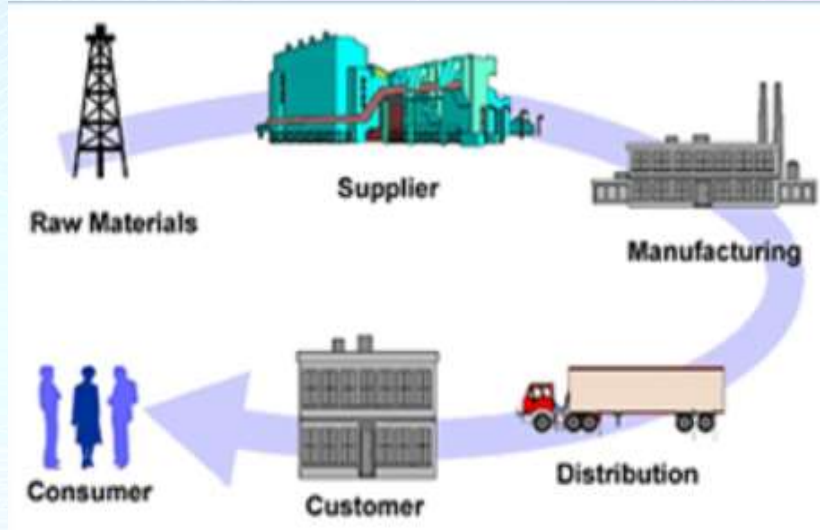 Raw Materials
Supplier
Manufacturing
Distribution
Customer
Consumer